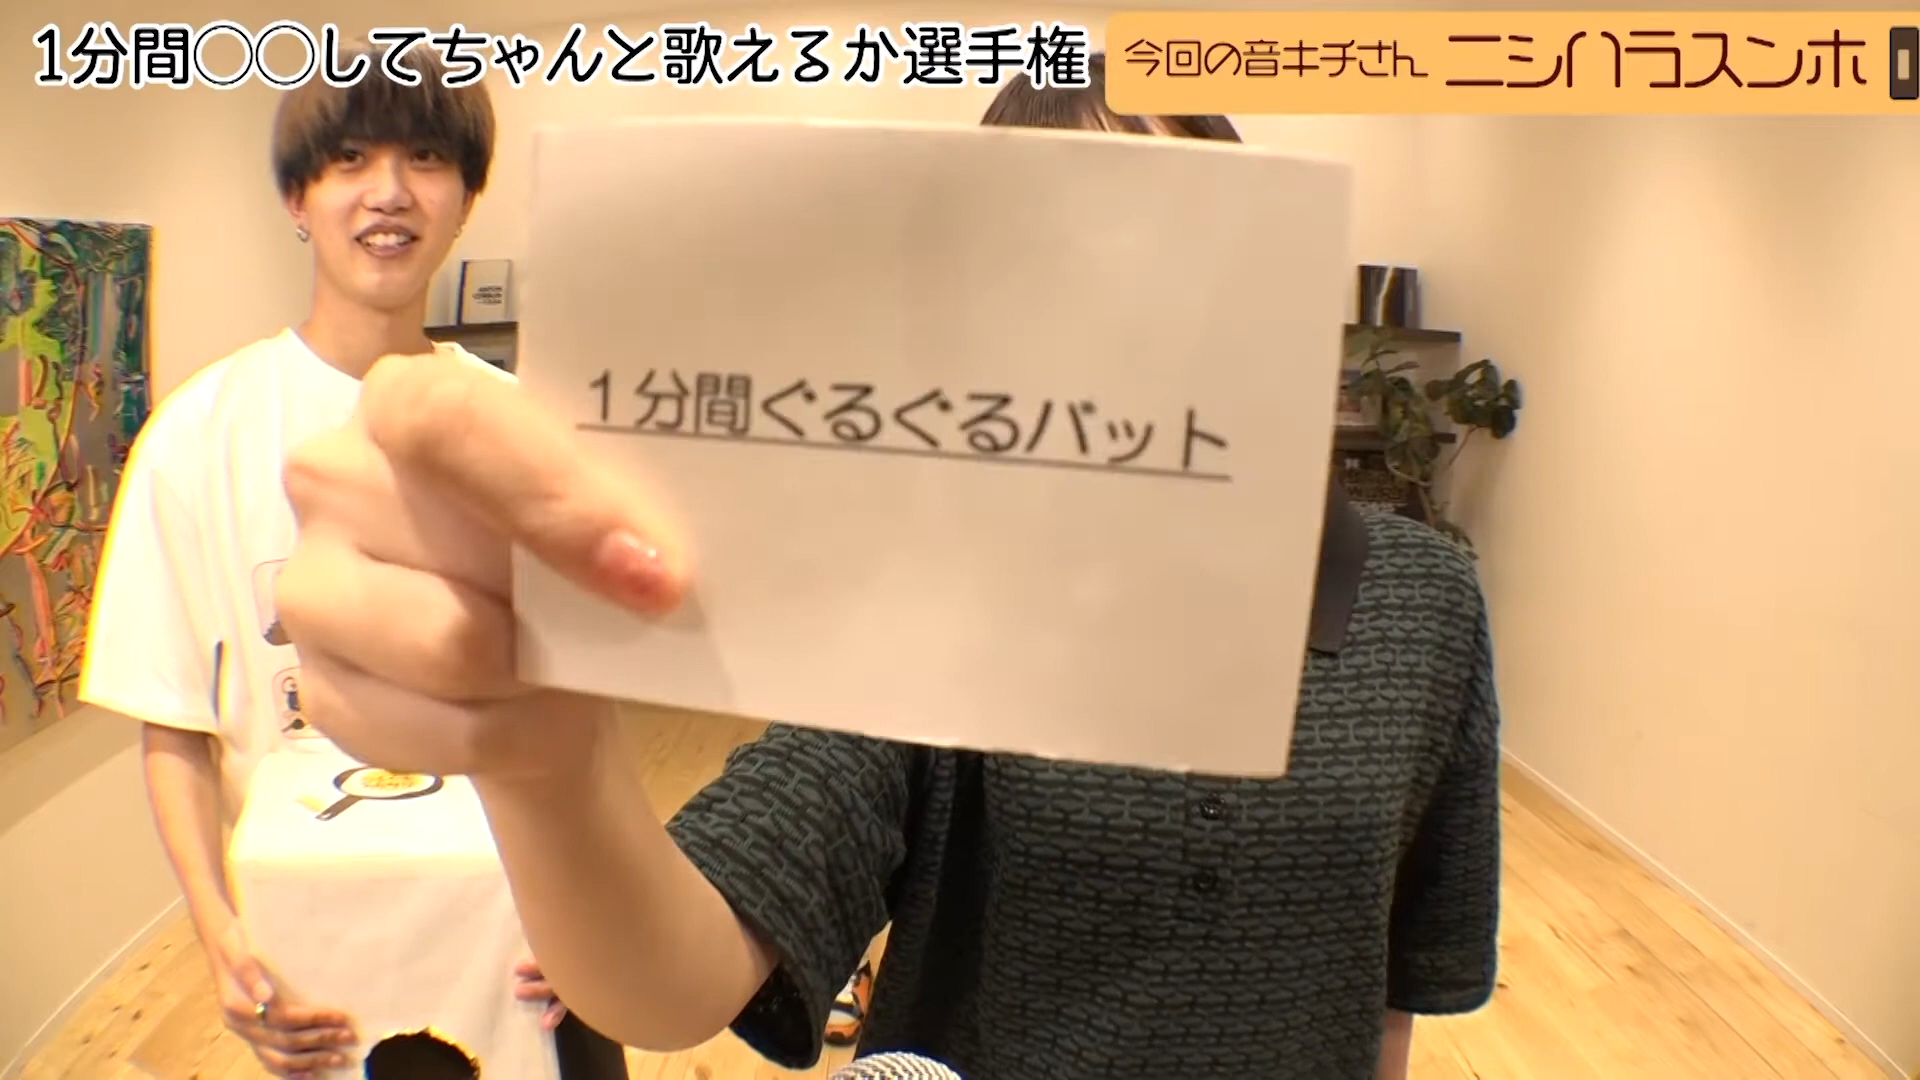 1分間○○してちゃんと歌えるか選手権
今回の音キチさん ニシハラスンホ
1分間ぐるぐるバット